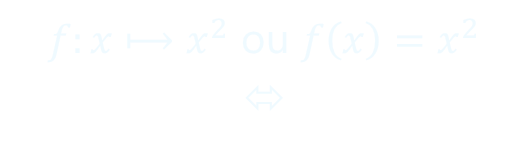 f: x ⟼ x² ou f(x) = x²
⇔